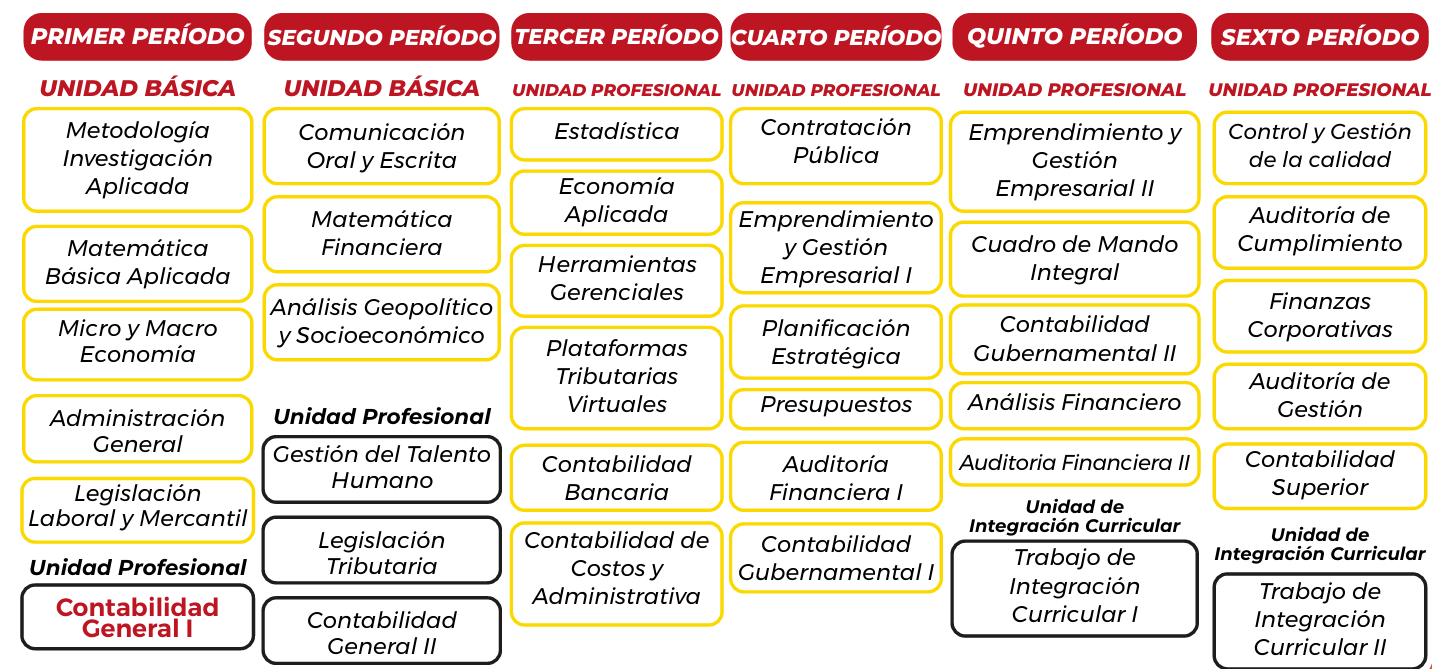 PRIMER PERÍODO
UNIDAD BÁSICA
Metodología
Investigación
Aplicada
Matemática
Básica Aplicada
Micro y Macro
Economía
Administración
General
Legislación
Laboral y Mercantil
Unidad Profesional
Contabilidad
General I
SEGUNDO PERÍODO
UNIDAD BÁSICA
Comunicación
Oral y Escrita
Matemática
Financiera
Análisis Geopolítico
y Socioeconómico
Unidad Profesional
Gestión del Talento
Humano
Legislación
Tributaria
Contabilidad
General II
TERCER PERÍODO
UNIDAD PROFESIONAL
Estadística
Economía
Aplicada
Herramientas
Gerenciales
Plataformas
Tributarias
Virtuales
Contabilidad
Bancaria
Contabilidad de
Costos y
Administrativa
CUARTO PERÍODO
UNIDAD PROFESIONAL
Contratación
Pública
Emprendimiento
y Gestión
Empresarial I
Planificación
Estratégica
Presupuestos
Auditoría
Financiera I
Contabilidad
Gubernamental I
QUINTO PERÍODO
UNIDAD PROFESIONAL
Emprendimiento y
Gestión
Empresarial II
Cuadro de Mando
Integral
Contabilidad
Gubernamental II
Análisis Financiero
Auditoria Financiera II
Unidad de
Integración Curricular
Trabajo de
Integración
Curricular I
SEXTO PERÍODO
UNIDAD PROFESIONAL
Control y Gestión
de la calidad
Auditoría de
Cumplimiento
Finanzas
Corporativas
Auditoría de
Gestión
Contabilidad
Superior
Unidad de
Integración Curricular
Trabajo de
Integración
Curricular II